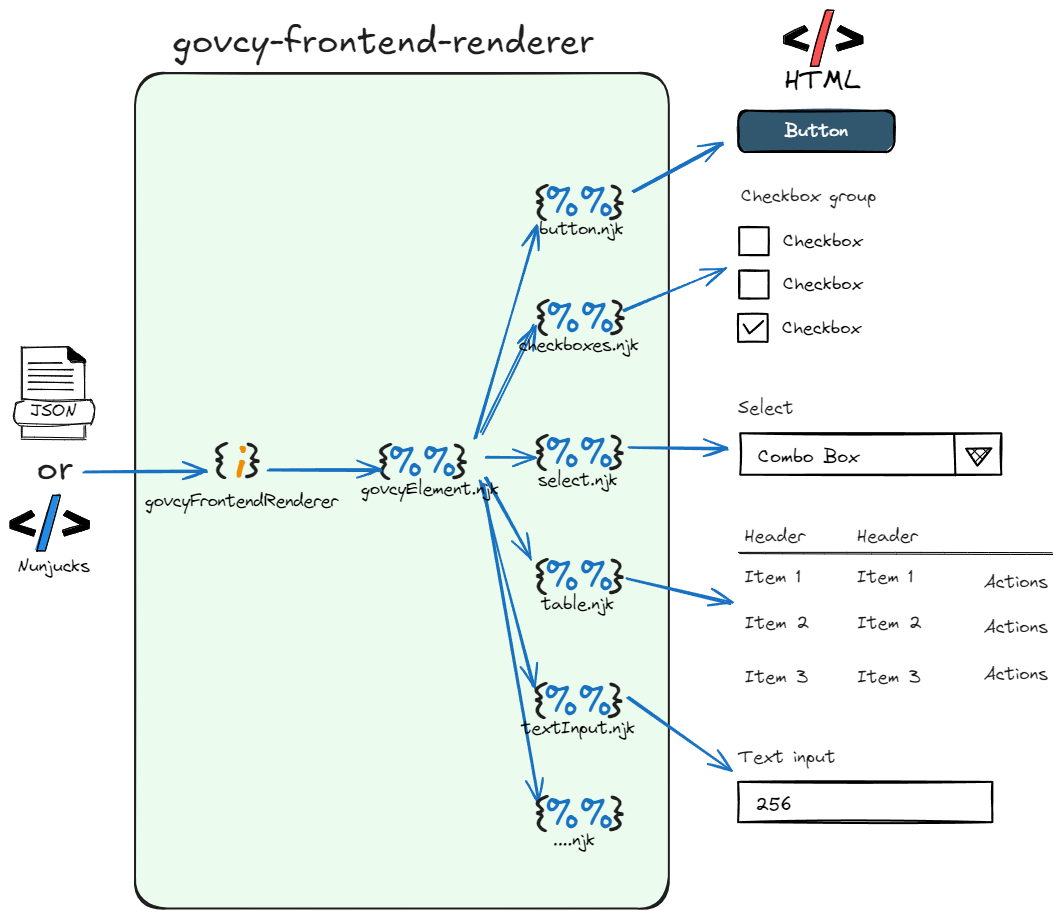 govcy-frontend-renderer
</>
HTML
JSON
or
</>
Nunjucks
{i}
govcyFrontendRenderer
{%%}
govcyElement.njk
{%%}
button.njk
{%%}
checkboxes.njk
{%%}
select.njk
{%%}
table.njk
{%%}
textInput.njk
{%%}
....njk
Button
Checkbox group
Checkbox
Checkbox
Checkbox
Select
Combo Box
Header Header
Item 1 Item 1 Actions
Item 2 Item 2 Actions
Item 3 Item 3 Actions
Text input
256